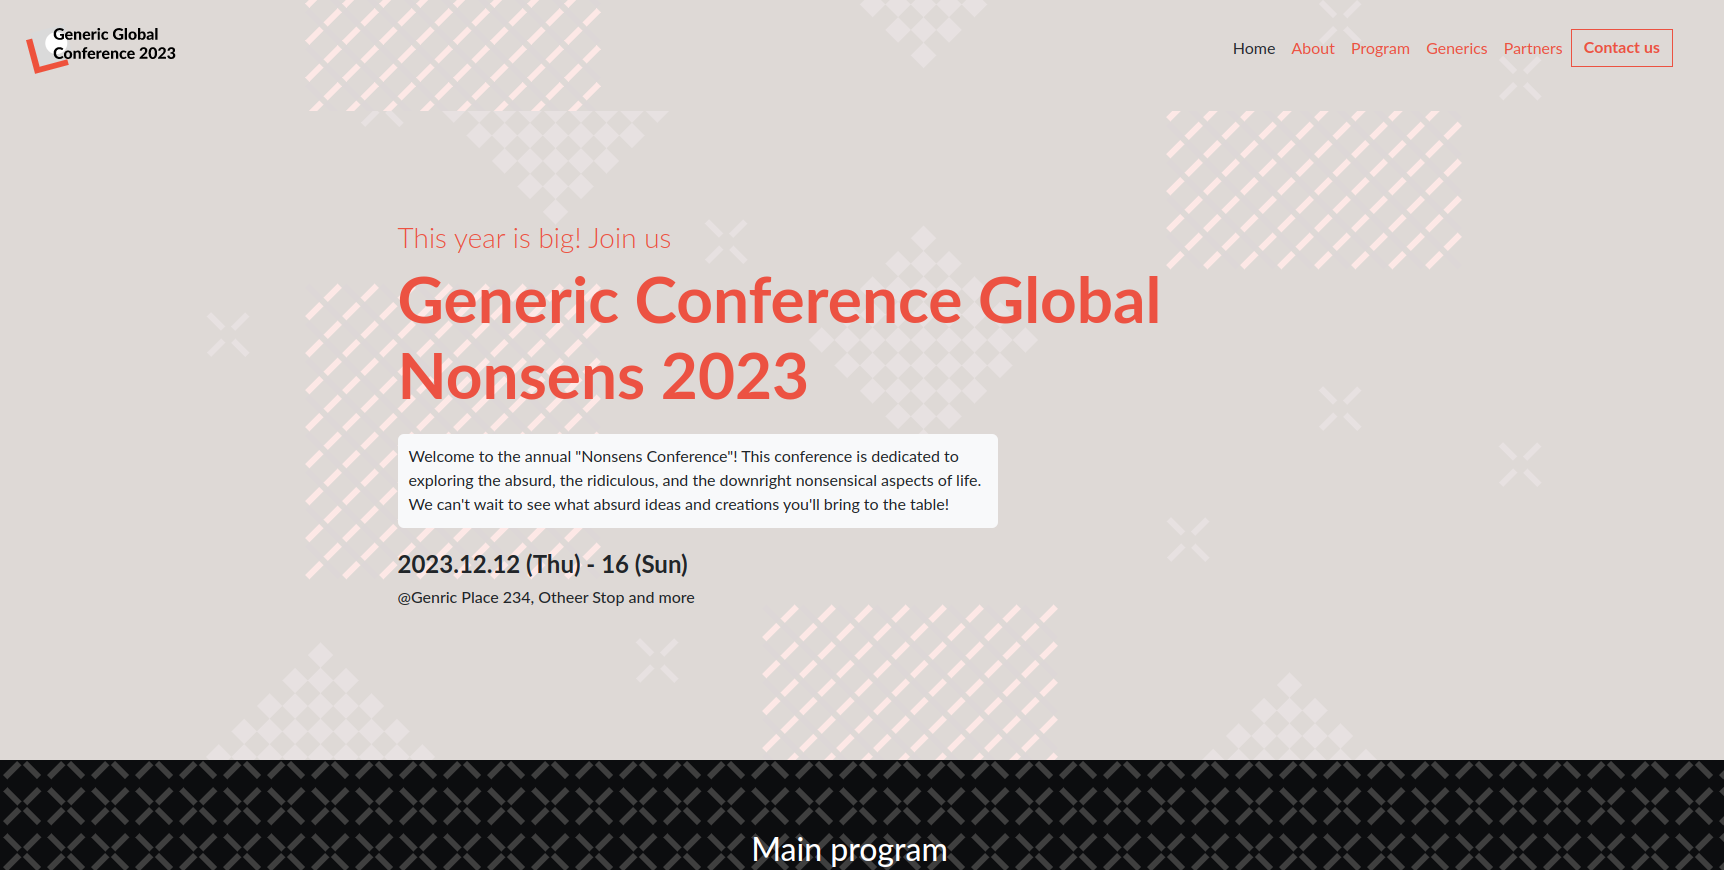 Generic Global
Conference 2023
Home About Program Generics Partners Contact us
This year is big! Join us
Generic Conference Global
Nonsens 2023
Welcome to the annual "Nonsens Conference"! This conference is dedicated to
exploring the absurd, the ridiculous, and the downright nonsensical aspects of life.
We can't wait to see what absurd ideas and creations you'll bring to the table!
2023.12.12 (Thu) - 16 (Sun)
@Genric Place 234, Otheer Stop and more
Main program